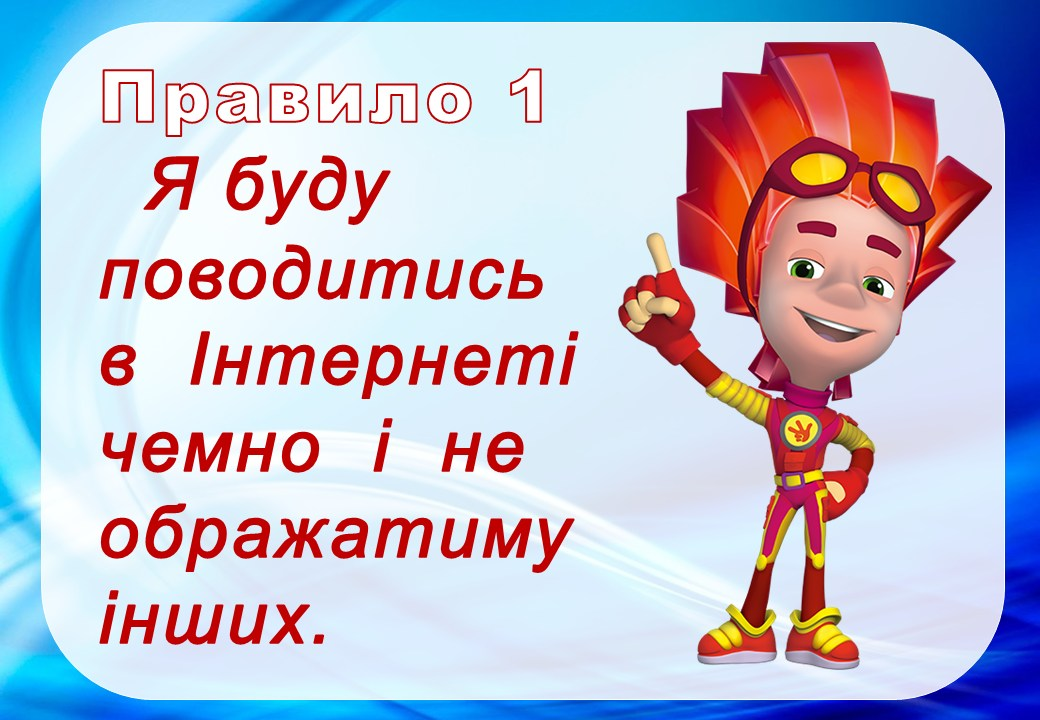 Правило 1
Я буду
поводитись
в Інтернеті
чемно і не
ображатиму
інших.